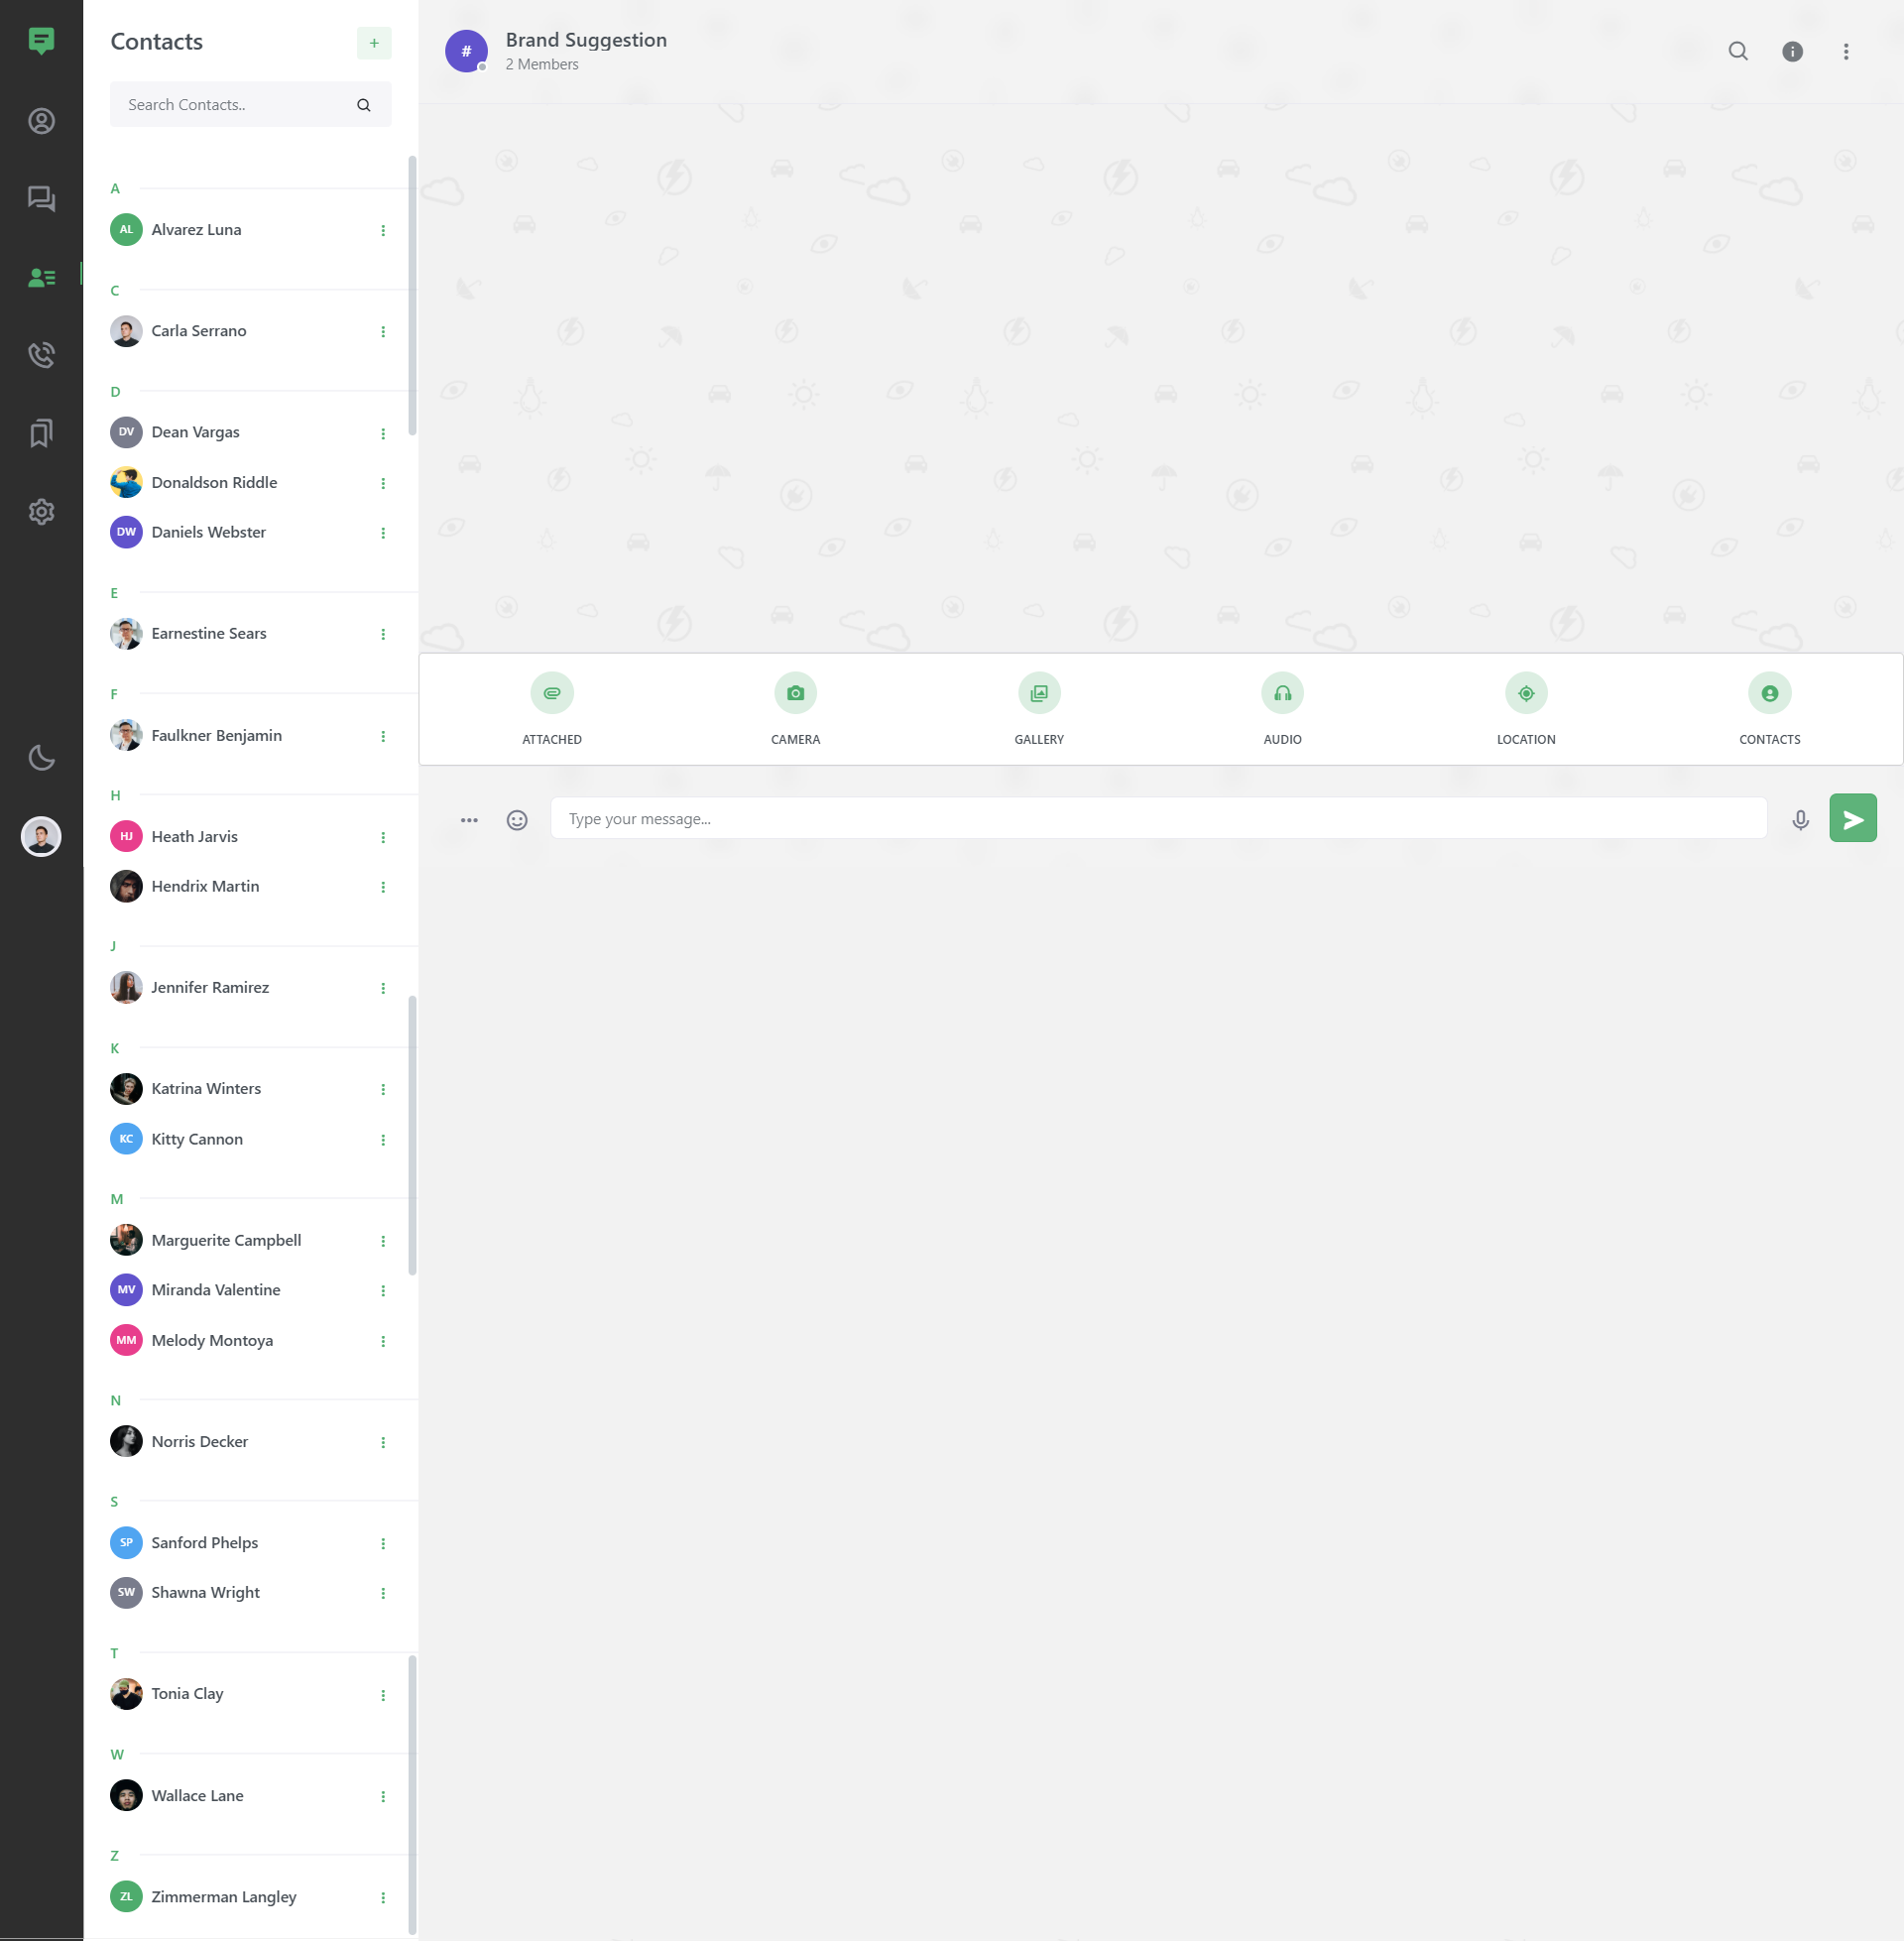 Contacts
+
Search Contacts..
A
AL Alvarez Luna
C
Carla Serrano
D
DV Dean Vargas
Donaldson Riddle
DW Daniels Webster
E
Earnestine Sears
F
Faulkner Benjamin
H
HJ Heath Jarvis
Hendrix Martin
J
Jennifer Ramirez
K
Katrina Winters
KC Kitty Cannon
M
Marguerite Campbell
MV Miranda Valentine
MM Melody Montoya
N
Norris Decker
S
SP Sanford Phelps
SW Shawna Wright
T
Tonia Clay
W
Wallace Lane
Z
ZL Zimmerman Langley
# Brand Suggestion
2 Members
ATTACHED CAMERA GALLERY AUDIO LOCATION CONTACTS
Type your message...